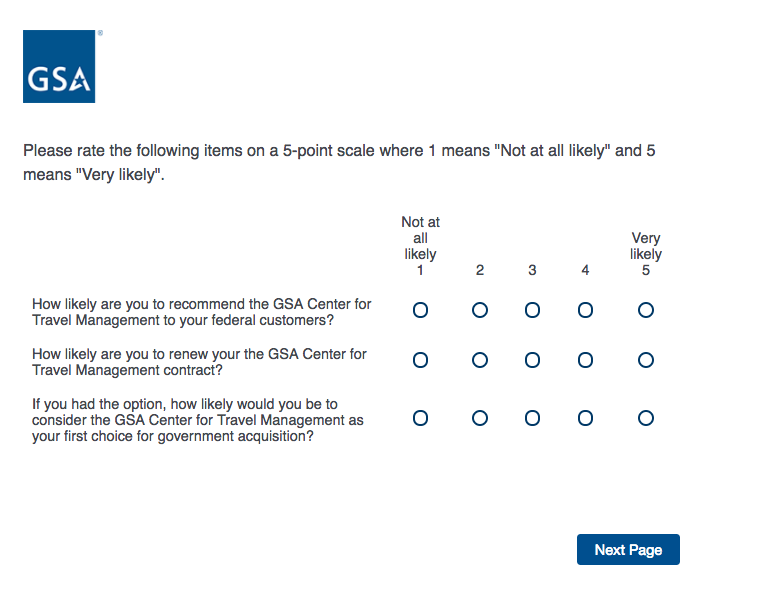 GSA
®
Please rate the following items on a 5-point scale where 1 means "Not at all likely" and 5
means "Very likely".
Not at
all
likely
1
2
3
4
Very
likely
5
How likely are you to recommend the GSA Center for
Travel Management to your federal customers?
How likely are you to renew your the GSA Center for
Travel Management contract?
If you had the option, how likely would you be to
consider the GSA Center for Travel Management as
your first choice for government acquisition?
Next Page